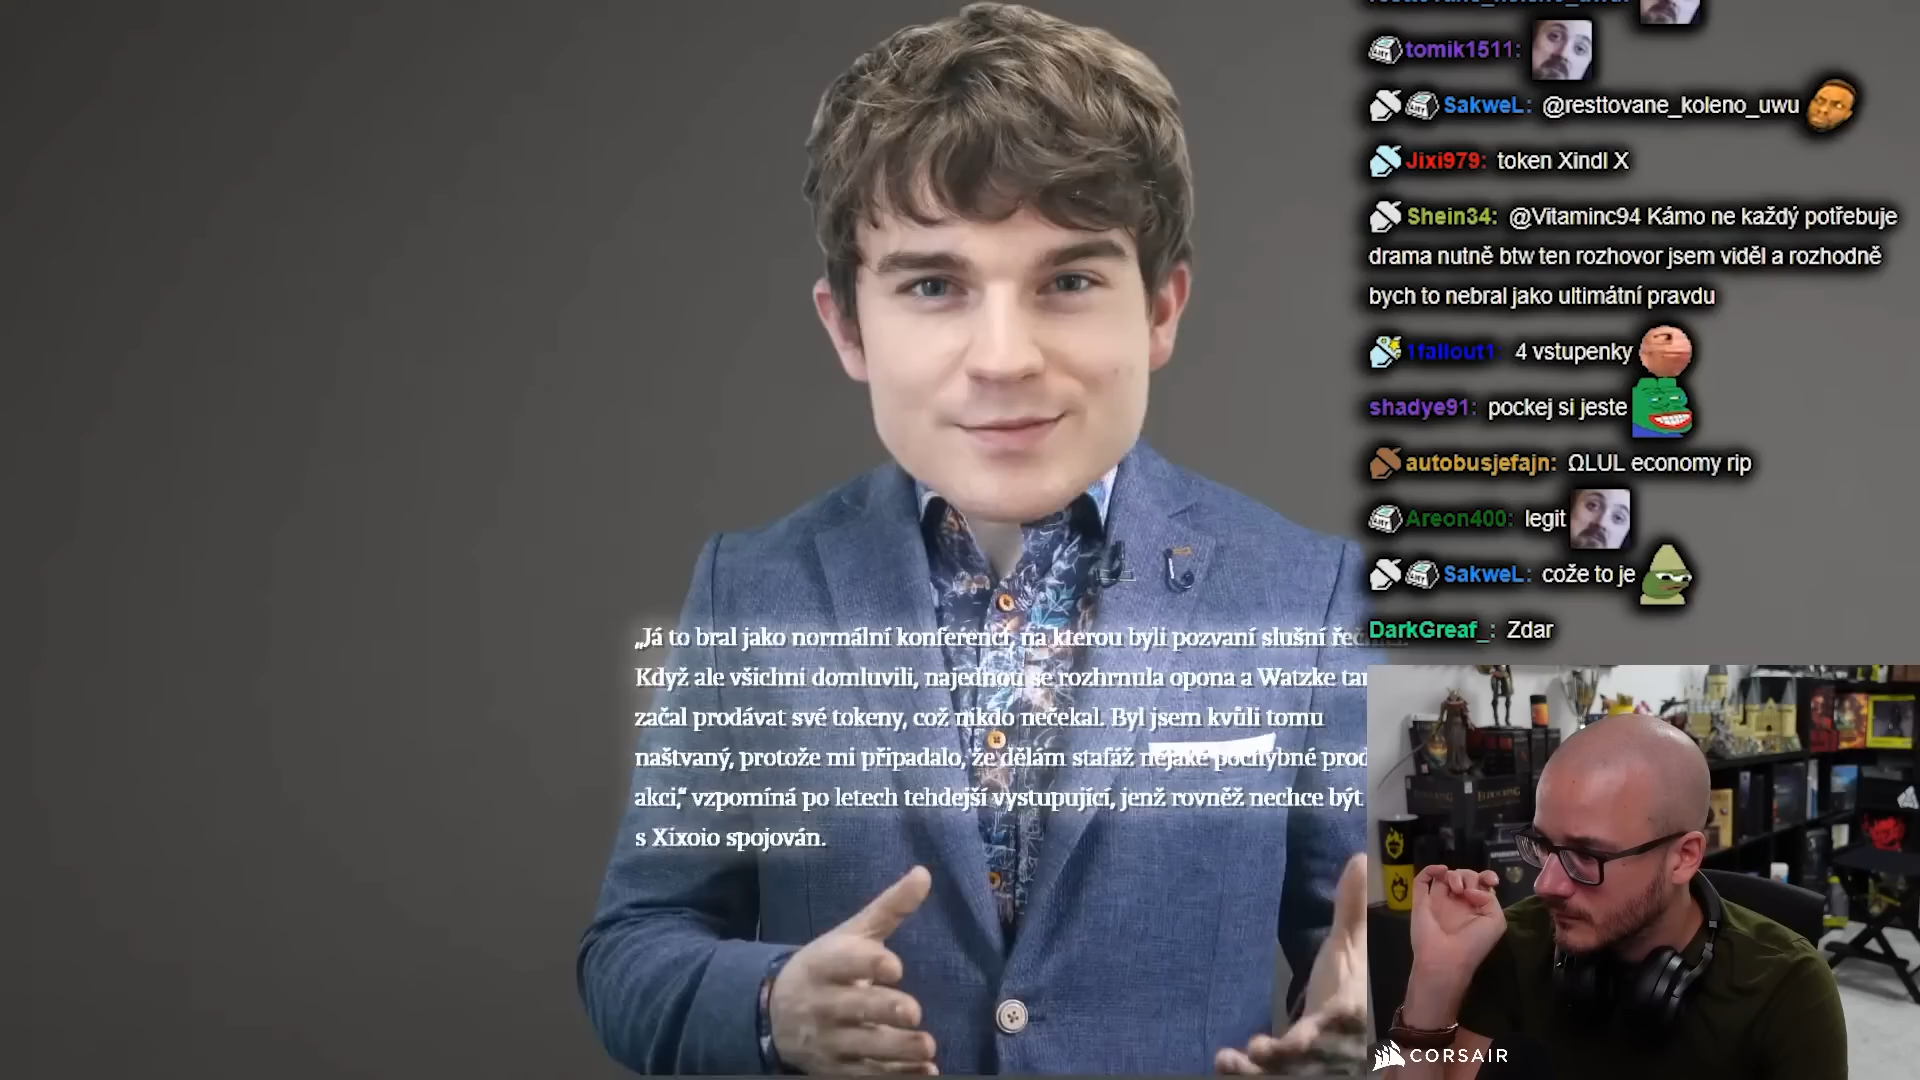 tomik1511:
SakweL: @resttovane_koleno_uwu
Jixi979: token Xindl X
Shein34: @Vitaminc94 Kámo ne každý potřebuje
drama nutně btw ten rozhovor jsem viděl a rozhodně
bych to nebral jako ultimátní pravdu
1fallout1: 4 vstupenky
shadye91: pockej si jeste
autobusjefajn: ΩLUL economy rip
Areon400: legit
SakweL: cože to je
DarkGreaf_: Zdar
„Já to bral jako normální konferenci, na kterou byli pozvaní slušní
Když ale všichni domluvili, najednou se rozhrnula opona a Watzke
začal prodávat své tokeny, což nikdo nečekal. Byl jsem kvůli tomu
naštvaný, protože mi připadalo, že dělám stafáž nějaké pochybné
akci,“ vzpomíná po letech tehdejší vystupující, jenž rovněž nechce být
s Xixoio spojován.
CORSAIR